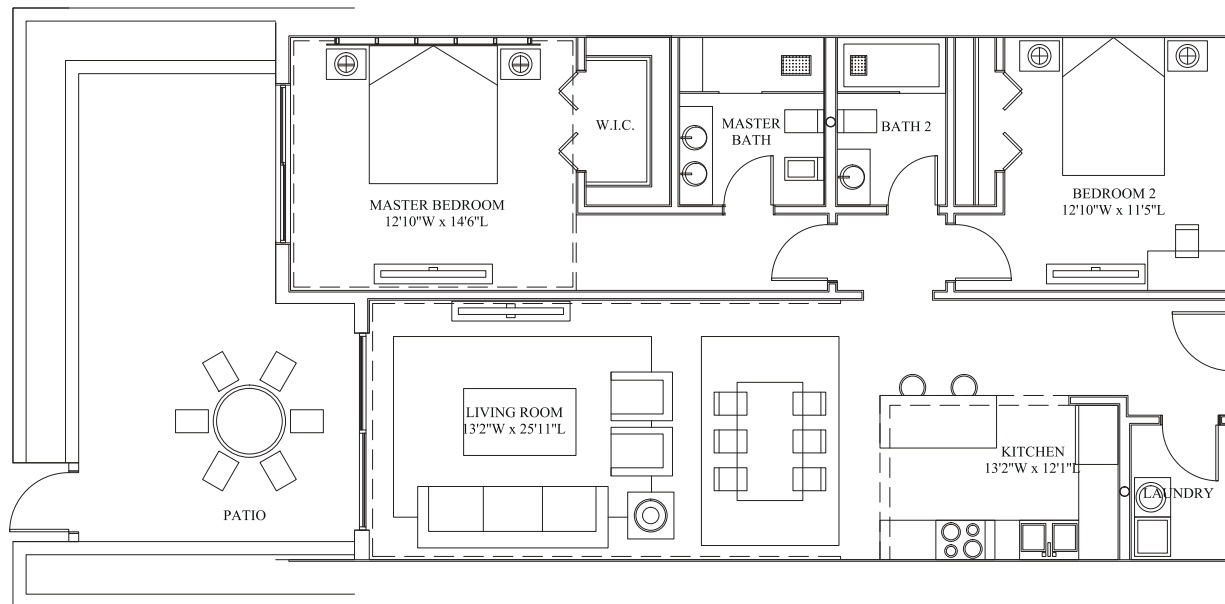 W.I.C.
MASTER
BATH
BATH 2
MASTER BEDROOM
12'10"W x 14'6"L
BEDROOM 2
12'10"W x 11'5"L
LIVING ROOM
13'2"W x 25'11"L
KITCHEN
13'2"W x 12'1"L
LAUNDRY
PATIO